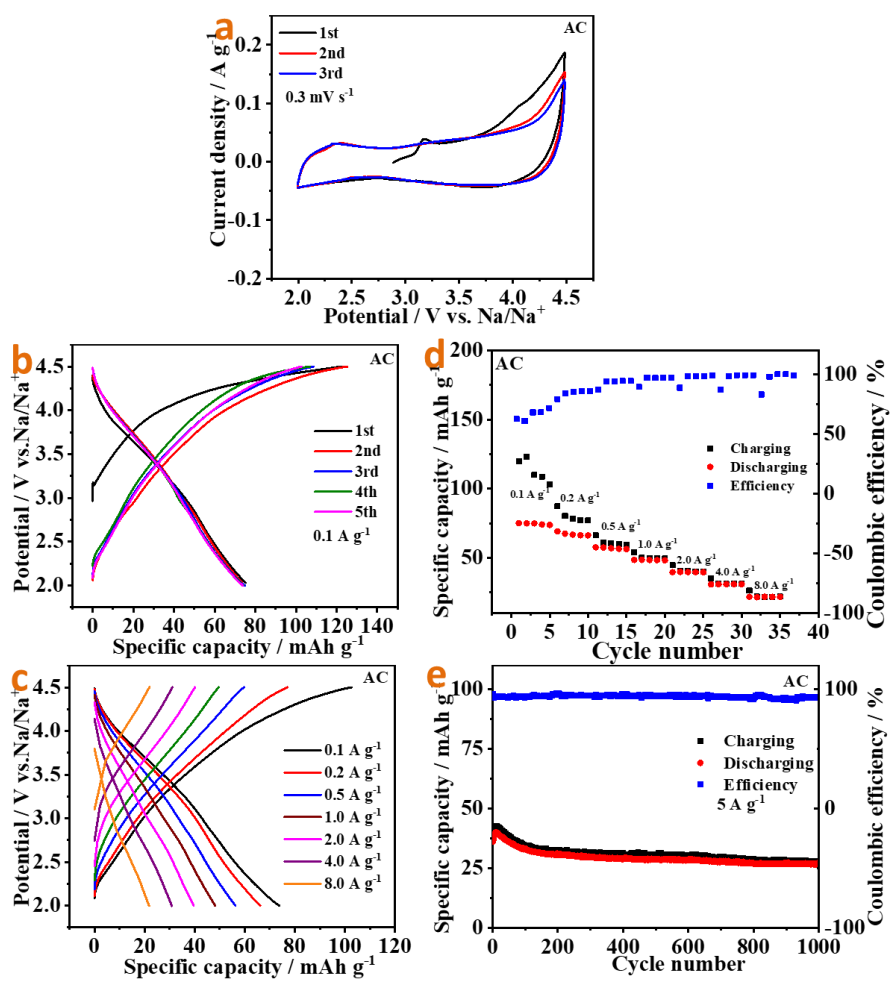 a
AC
1st
2nd
3rd
0.3 mV s⁻¹
0.2
0.1
0.0
-0.1
-0.2
Current density / A g⁻¹
2.0 2.5 3.0 3.5 4.0 4.5
Potential / V vs. Na/Na⁺
b
AC
4.5
4.0
3.5
3.0
2.5
2.0
Potential / V vs.Na/Na⁺
1st
2nd
3rd
4th
5th
0.1 A g⁻¹
0 20 40 60 80 100 120 140
Specific capacity / mAh g⁻¹
c
AC
4.5
4.0
3.5
3.0
2.5
2.0
Potential / V vs.Na/Na⁺
0.1 A g⁻¹
0.2 A g⁻¹
0.5 A g⁻¹
1.0 A g⁻¹
2.0 A g⁻¹
4.0 A g⁻¹
8.0 A g⁻¹
0 20 40 60 80 100
Specific capacity / mAh g⁻¹
d
AC
200
175
150
125
100
75
50
25
0
Specific capacity / mAh g⁻¹
Charging
Discharging
Efficiency
0.1 A g⁻¹
0.2 A g⁻¹
0.5 A g⁻¹
1.0 A g⁻¹
2.0 A g⁻¹
4.0 A g⁻¹
8.0 A g⁻¹
100
50
0
-50
-100
Coulombic efficiency / %
0 5 10 15 20 25 30 35 40
Cycle number
e
AC
100
75
50
25
0
Specific capacity / mAh g⁻¹
Charging
Discharging
Efficiency
5 A g⁻¹
100
0
-100
Coulombic efficiency / %
0 200 400 600 800 1000
Cycle number